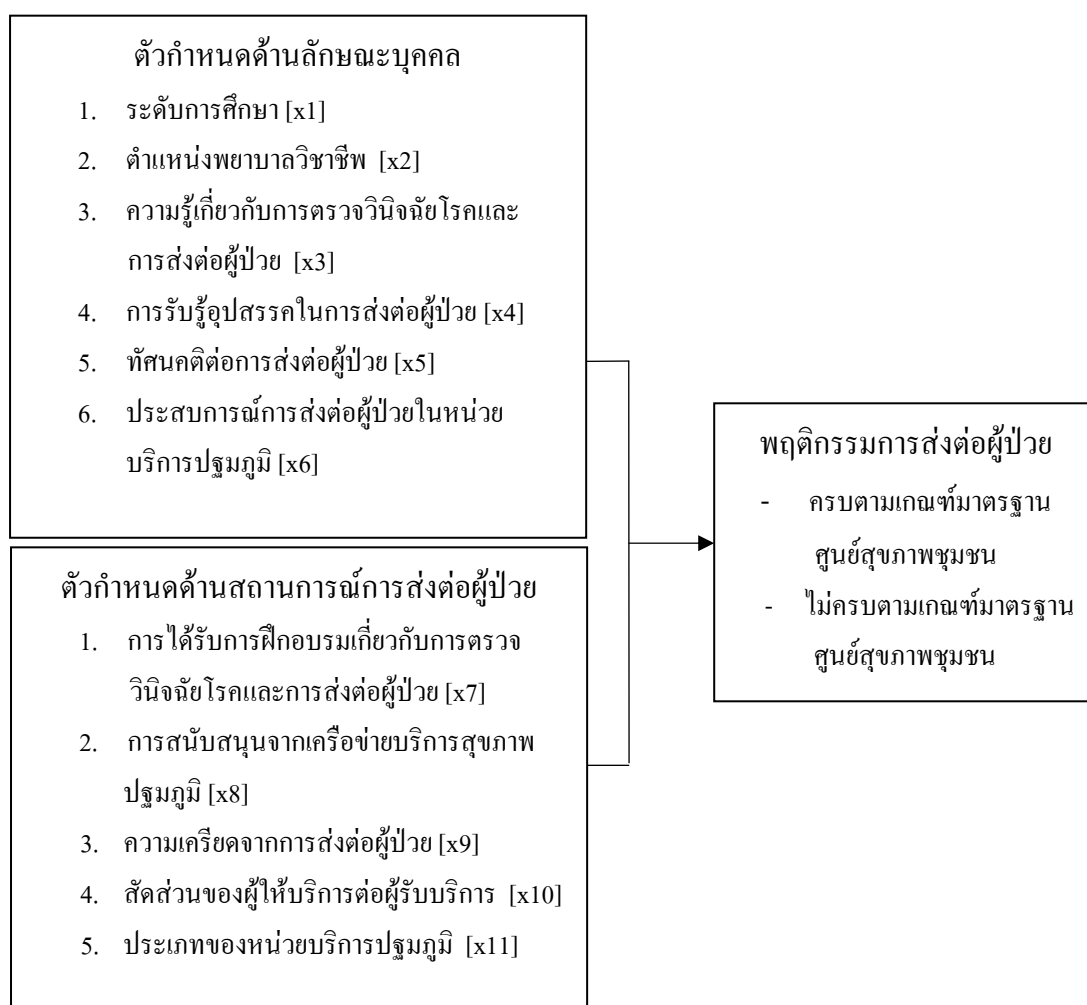 ตัวกำหนดด้านลักษณะบุคคล
1. ระดับการศึกษา [x1]
2. ตำแหน่งพยาบาลวิชาชีพ [x2]
3. ความรู้เกี่ยวกับการตรวจวินิจฉัยโรคและ
การส่งต่อผู้ป่วย [x3]
4. การรับรู้อุปสรรคในการส่งต่อผู้ป่วย [x4]
5. ทัศนคติต่อการส่งต่อผู้ป่วย [x5]
6. ประสบการณ์การส่งต่อผู้ป่วยในหน่วย
บริการปฐมภูมิ [x6]
ตัวกำหนดด้านสถานการณ์การส่งต่อผู้ป่วย
1. การได้รับการฝึกอบรมเกี่ยวกับการตรวจ
วินิจฉัยโรคและการส่งต่อผู้ป่วย [x7]
2. การสนับสนุนจากเครือข่ายบริการสุขภาพ
ปฐมภูมิ [x8]
3. ความเครียดจากการส่งต่อผู้ป่วย [x9]
4. สัดส่วนของผู้ให้บริการต่อผู้รับบริการ [x10]
5. ประเภทของหน่วยบริการปฐมภูมิ [x11]
พฤติกรรมการส่งต่อผู้ป่วย
- ครบตามเกณฑ์มาตรฐาน
ศูนย์สุขภาพชุมชน
- ไม่ครบตามเกณฑ์มาตรฐาน
ศูนย์สุขภาพชุมชน